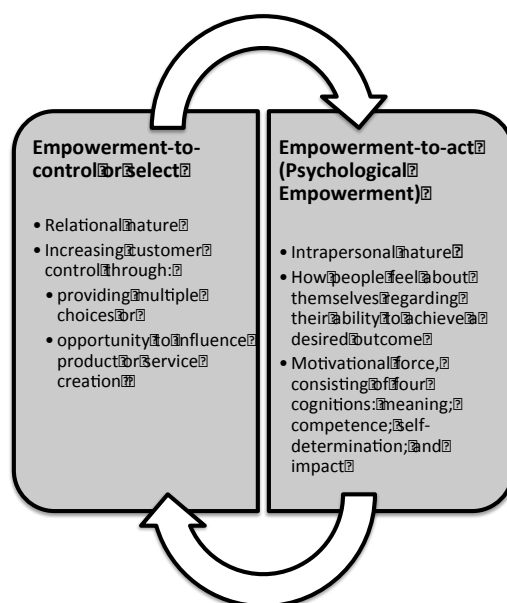 Empowerment-to-
control or select
• Relational nature
• Increasing customer
control through:
• providing multiple
choices or
• opportunity to influence
product or service
creation
Empowerment-to-act
(Psychological
Empowerment)
• Intrapersonal nature
• How people feel about
themselves regarding
their ability to achieve a
desired outcome
• Motivational force,
consisting of four
cognitions: meaning;
competence; self-
determination; and
impact